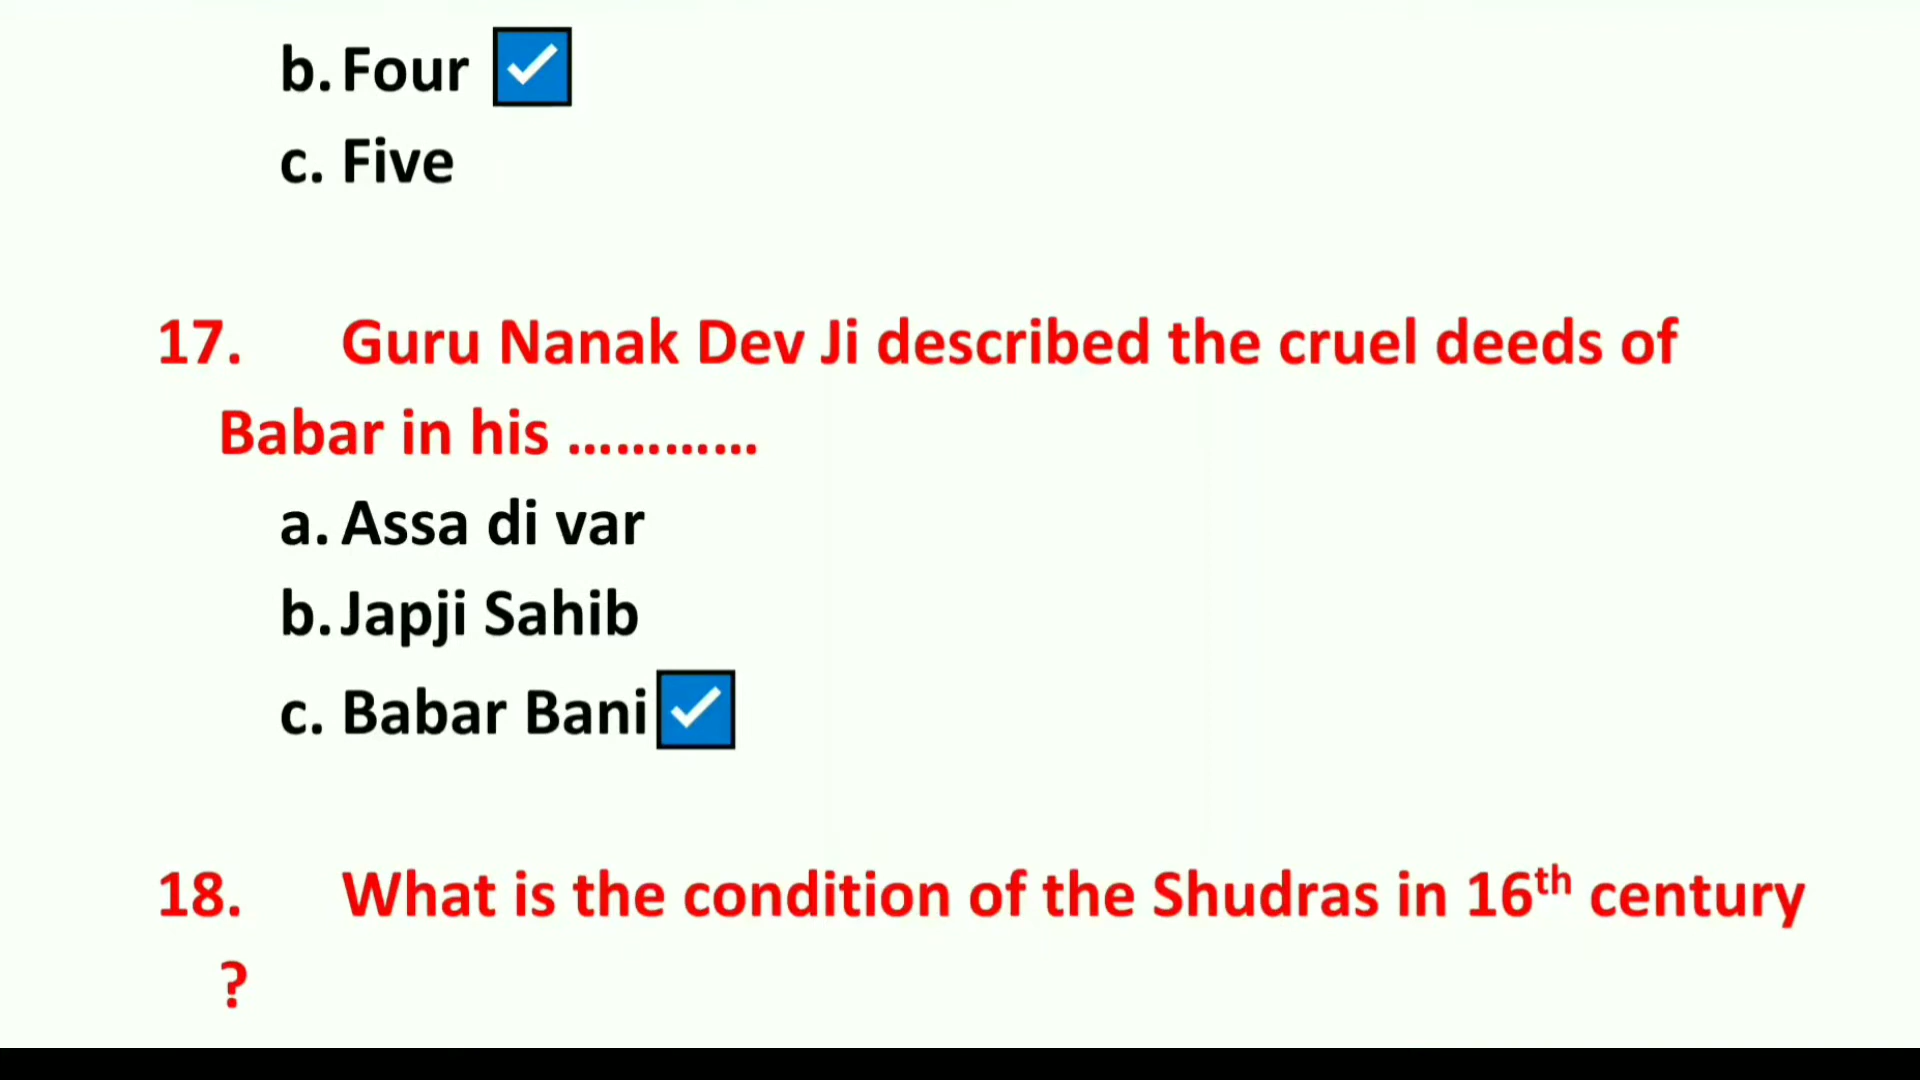 b. Four
c. Five
17. Guru Nanak Dev Ji described the cruel deeds of
Babar in his ............
a. Assa di var
b. Japji Sahib
c. Babar Bani
18. What is the condition of the Shudras in 16th century
?